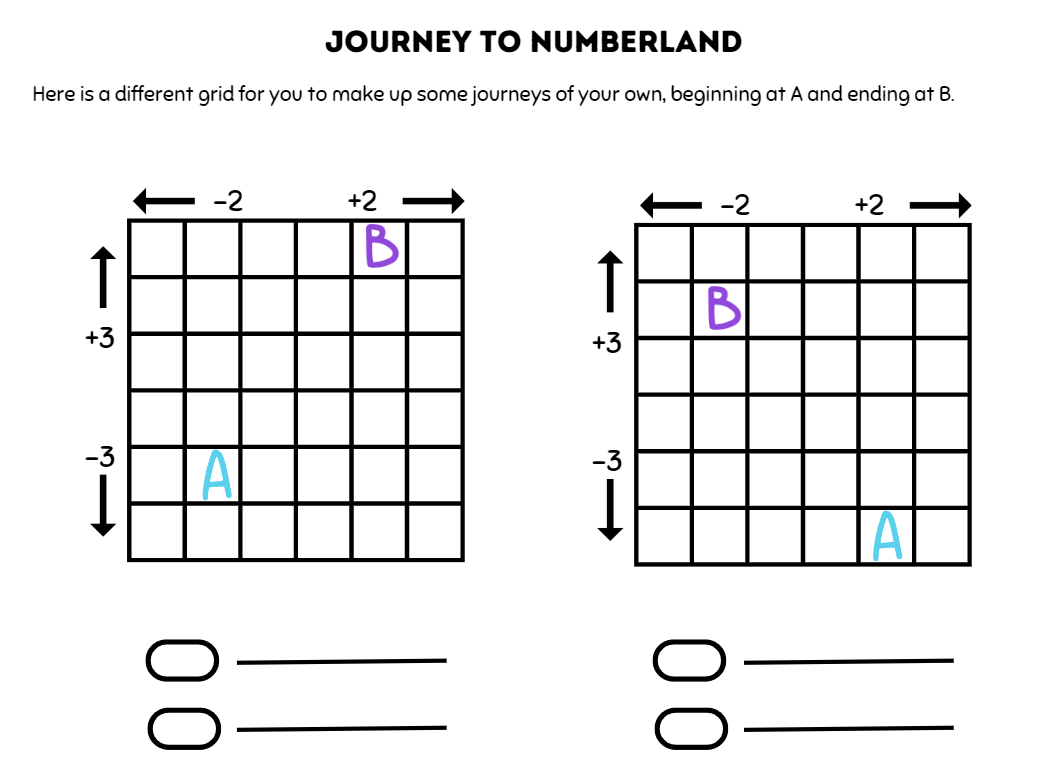 JOURNEY TO NUMBERLAND
Here is a different grid for you to make up some journeys of your own, beginning at A and ending at B.
-2 +2
B
+3
-3
A
-2 +2
B
+3
-3
A